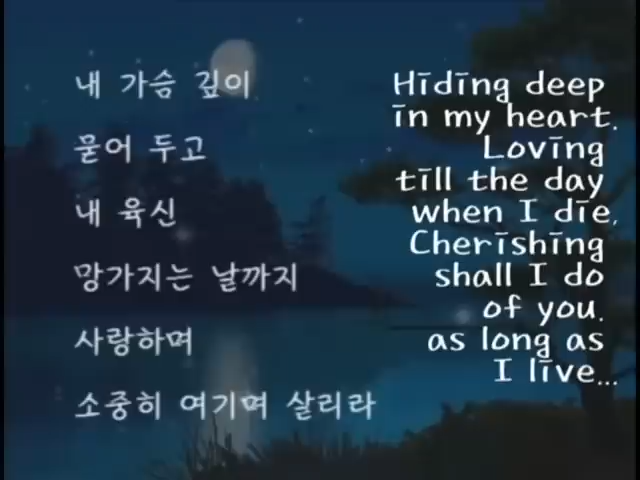 내 가슴 깊이
묻어 두고
내 육신
망가지는 날까지
사랑하며
소중히 여기며 살리라
Hiding deep
in my heart.
Loving
till the day
when I die,
Cherishing
shall I do
of you.
as long as
I live...